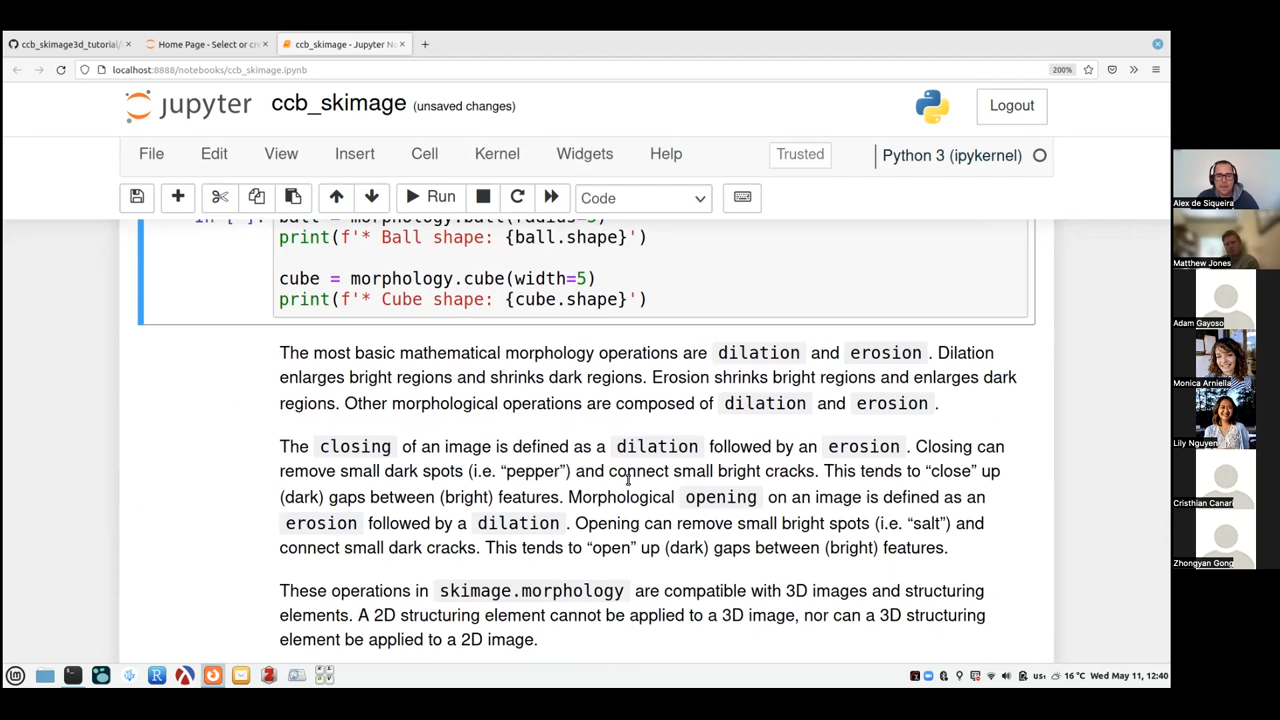 ccb_skimage3d_tutorial/
Home Page - Select or cre
ccb_skimage - Jupyter No
localhost:8888/notebooks/ccb_skimage.ipynb
200%
jupyter ccb_skimage (unsaved changes)
Logout
File Edit View Insert Cell Kernel Widgets Help
Trusted
Python 3 (ipykernel)
Run
Code
ball = morphology.ball(radius=5)
print(f'* Ball shape: {ball.shape}')
cube = morphology.cube(width=5)
print(f'* Cube shape: {cube.shape}')
The most basic mathematical morphology operations are dilation and erosion. Dilation
enlarges bright regions and shrinks dark regions. Erosion shrinks bright regions and enlarges dark
regions. Other morphological operations are composed of dilation and erosion.
The closing of an image is defined as a dilation followed by an erosion. Closing can
remove small dark spots (i.e. “pepper”) and connect small bright cracks. This tends to “close” up
(dark) gaps between (bright) features. Morphological opening on an image is defined as an
erosion followed by a dilation. Opening can remove small bright spots (i.e. “salt”) and
connect small dark cracks. This tends to “open” up (dark) gaps between (bright) features.
These operations in skimage.morphology are compatible with 3D images and structuring
elements. A 2D structuring element cannot be applied to a 3D image, nor can a 3D structuring
element be applied to a 2D image.
us₁ 16 °C Wed May 11, 12:40
Alex de Siqueira
Matthew Jones
Adam Gayoso
Monica Arniella
Lily Nguyen
Cristhian Canari
Zhongyan Gong